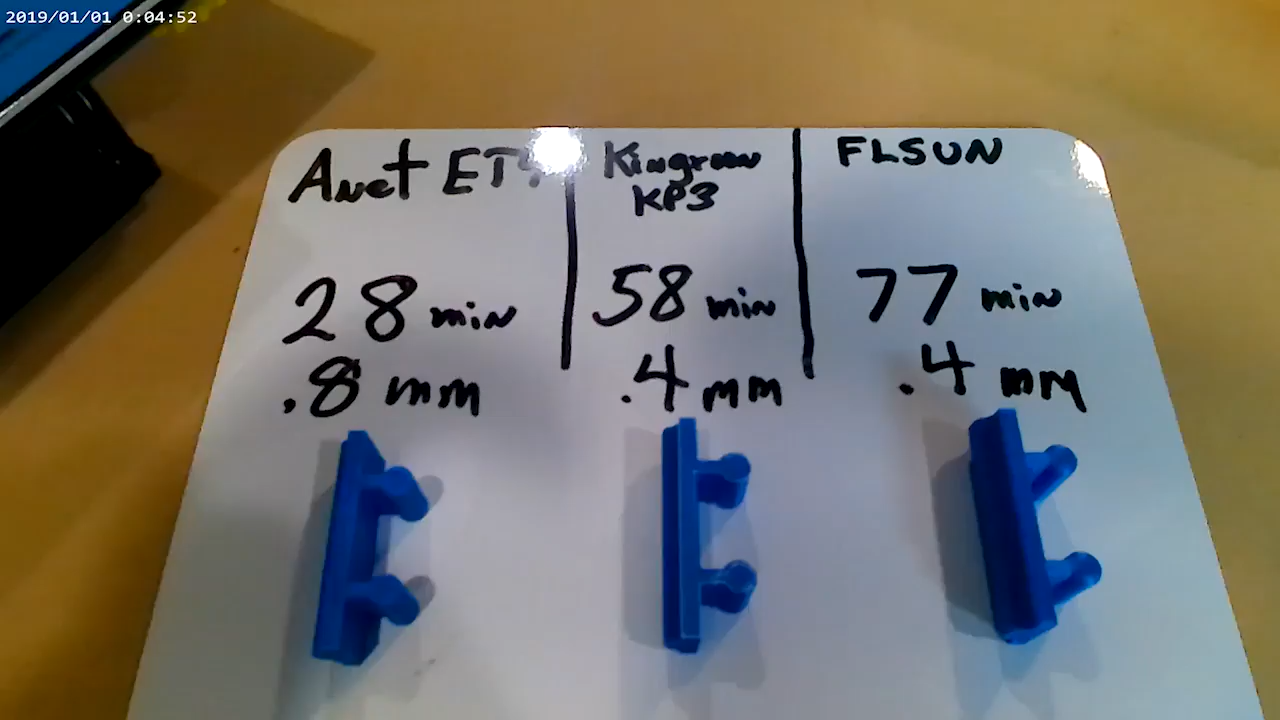 2019/01/01 0:04:52
Anet ET4
Kingroon
KP3
FLSUN
28 min
.8 mm
58 min
.4 mm
77 min
.4 mm